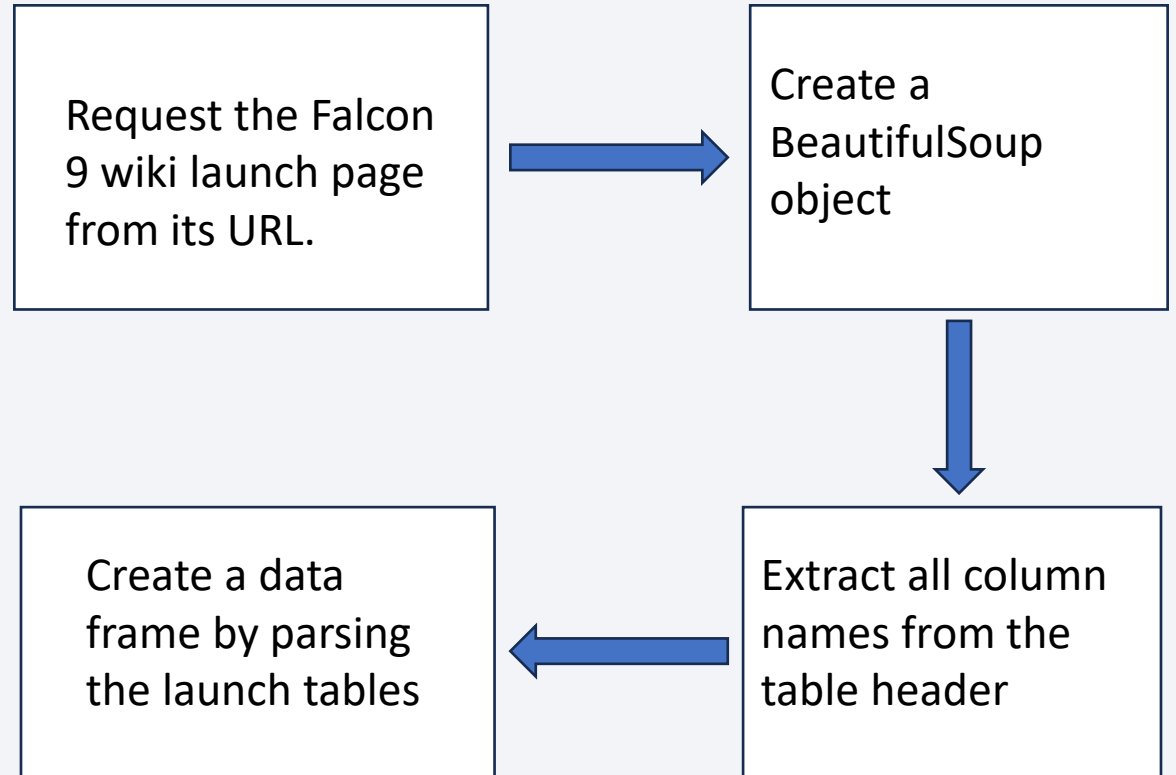 Request the Falcon
9 wiki launch page
from its URL.
Create a
BeautifulSoup
object
Extract all column
names from the
table header
Create a data
frame by parsing
the launch tables